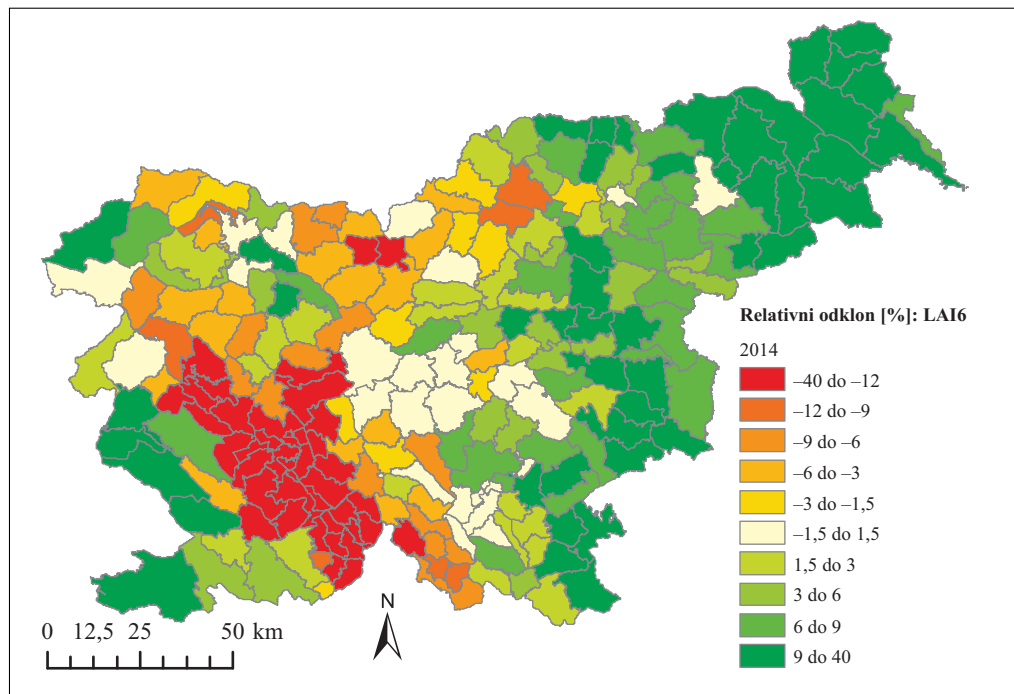 Relativni odklon [%]: LAI6
2014
–40 do –12
–12 do –9
–9 do –6
–6 do –3
–3 do –1,5
–1,5 do 1,5
1,5 do 3
3 do 6
6 do 9
9 do 40
N
0 12,5 25 50 km